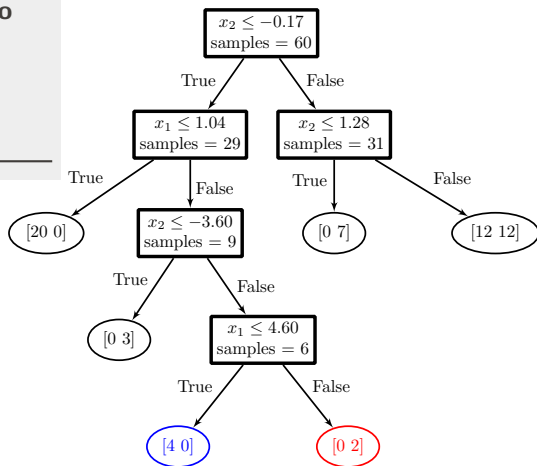 o
x₂ ≤ −0.17
samples = 60
True
False
x₁ ≤ 1.04
samples = 29
x₂ ≤ 1.28
samples = 31
True
False
True
False
[20 0]
x₂ ≤ −3.60
samples = 9
[0 7]
[12 12]
True
False
[0 3]
x₁ ≤ 4.60
samples = 6
True
False
[4 0]
[0 2]